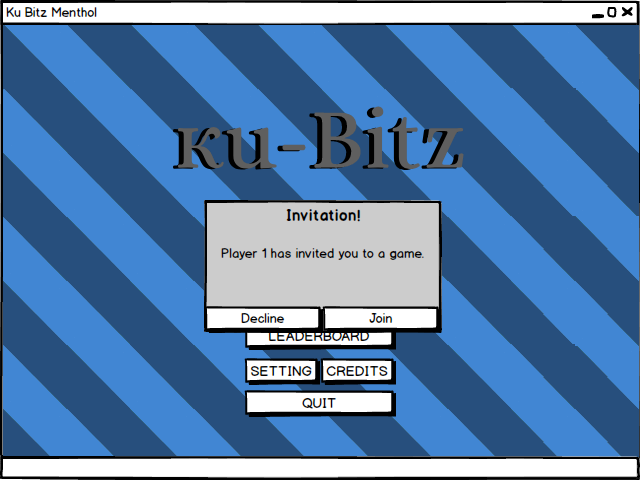 Ku Bitz Menthol
ku-Bitz
Invitation!
Player 1 has invited you to a game.
Decline
Join
LEADERBOARD
SETTING
CREDITS
QUIT